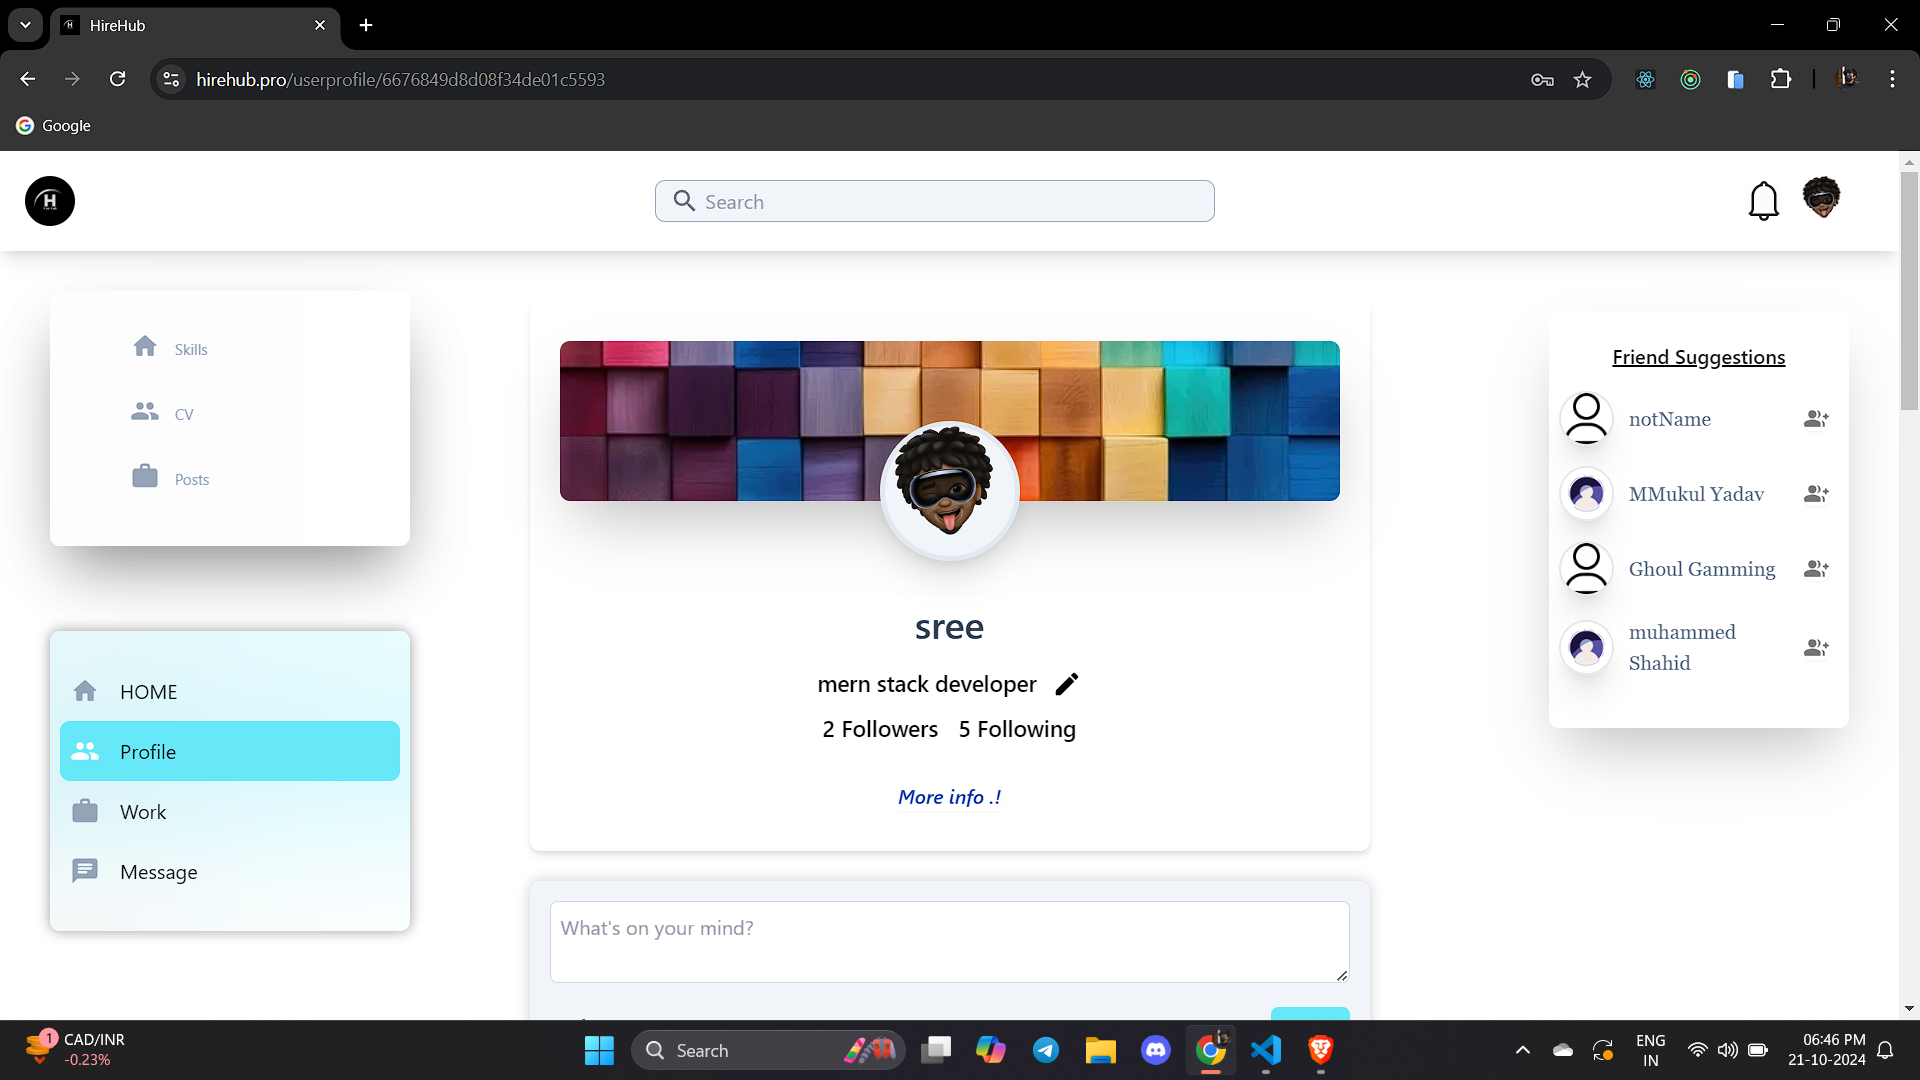 HireHub
hirehub.pro/userprofile/6676849d8d08f34de01c5593
Google
H
Search
Skills
CV
Posts
HOME
Profile
Work
Message
sree
mern stack developer
2 Followers 5 Following
More info .!
What's on your mind?
Friend Suggestions
notName
MMukul Yadav
Ghoul Gamming
muhammed
Shahid
1
CAD/INR
-0.23%
Search
ENG
IN
06:46 PM
21-10-2024